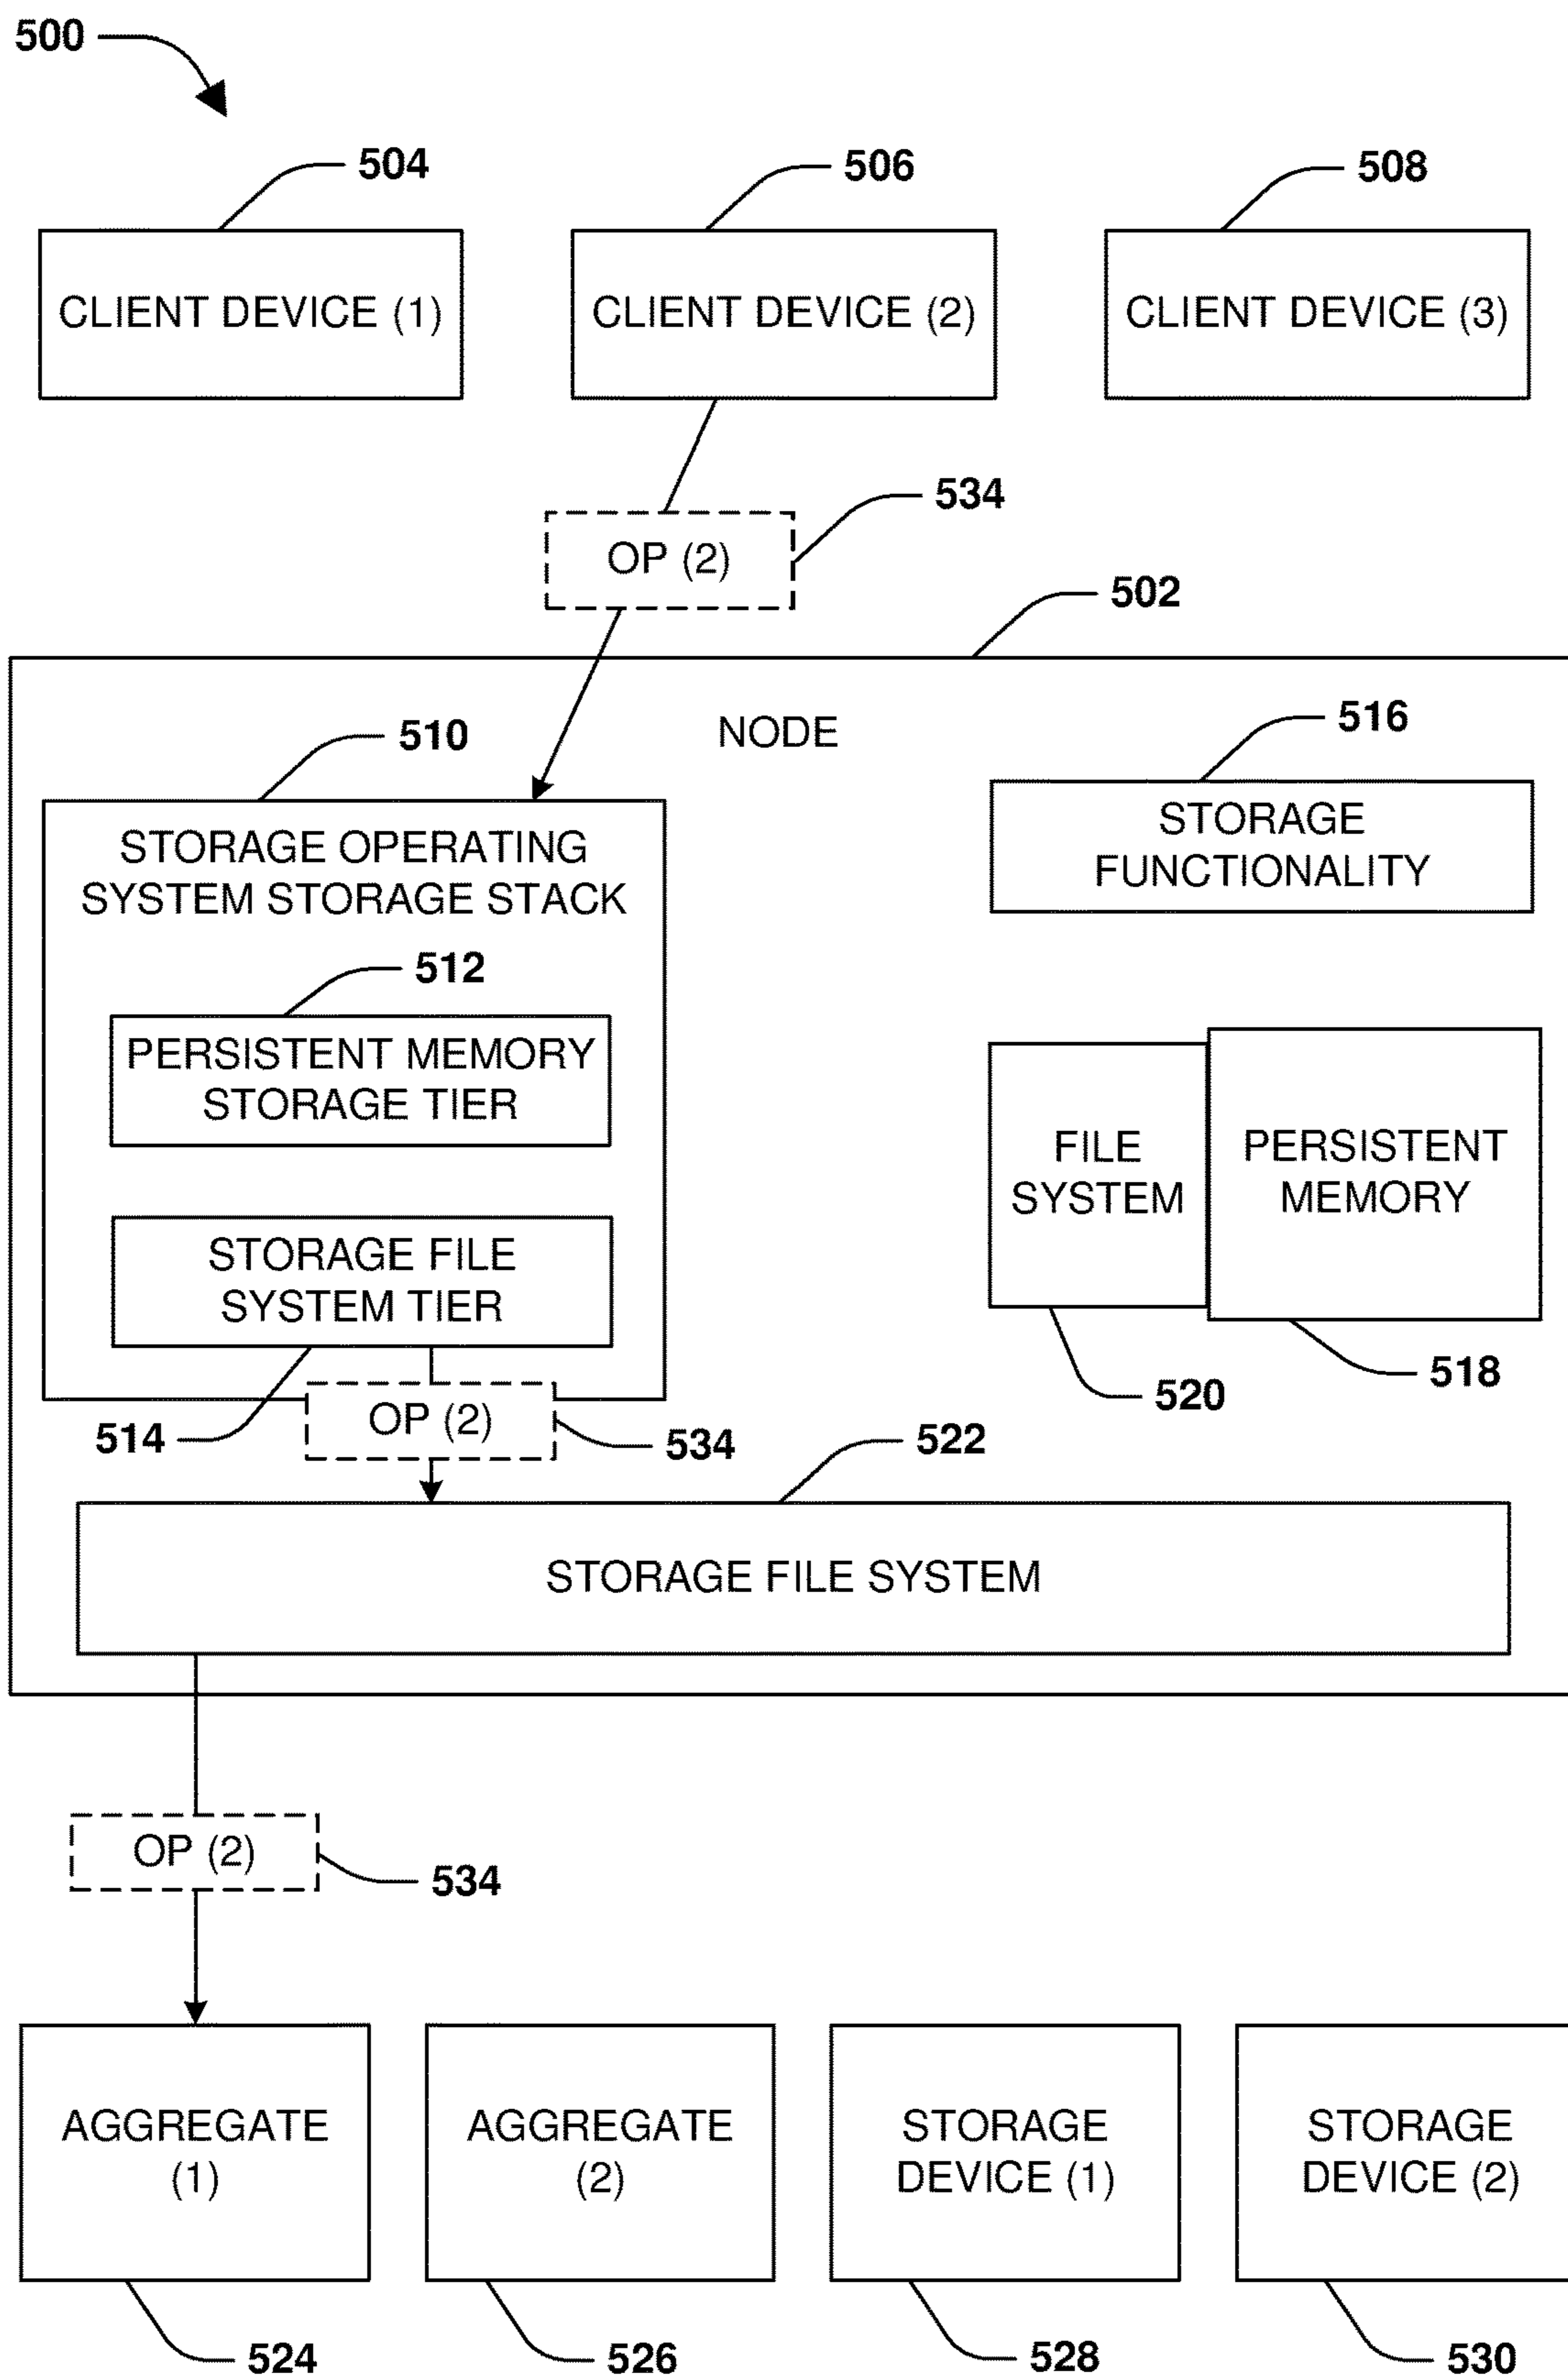 500
504
506
508
CLIENT DEVICE (1)
CLIENT DEVICE (2)
CLIENT DEVICE (3)
534
OP (2)
502
NODE
510
516
STORAGE OPERATING
SYSTEM STORAGE STACK
STORAGE
FUNCTIONALITY
512
PERSISTENT MEMORY
STORAGE TIER
FILE
SYSTEM
PERSISTENT
MEMORY
STORAGE FILE
SYSTEM TIER
518
520
514
OP (2)
534
522
STORAGE FILE SYSTEM
OP (2)
534
AGGREGATE
(1)
AGGREGATE
(2)
STORAGE
DEVICE (1)
STORAGE
DEVICE (2)
524
526
528
530